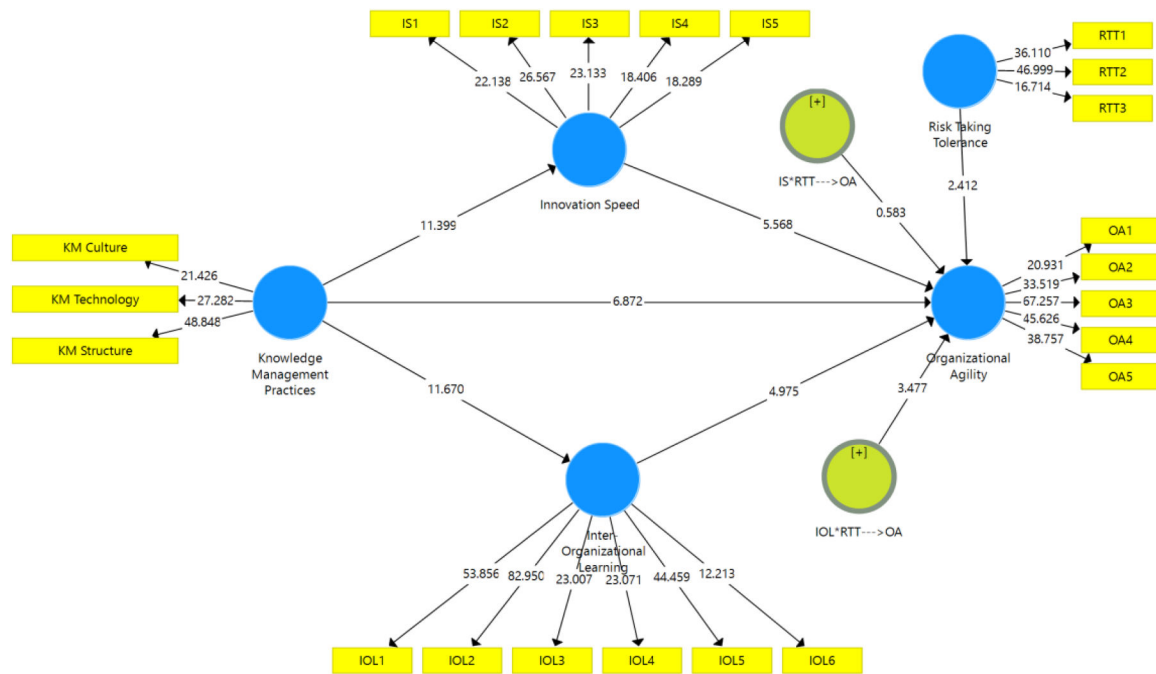 IS1
IS2
IS3
IS4
IS5
22.138
26.567
23.133
18.406
18.289
Innovation Speed
RTT1
RTT2
RTT3
36.110
46.999
16.714
Risk Taking
Tolerance
[+]
IS*RTT--->OA
2.412
0.583
11.399
5.568
KM Culture
KM Technology
KM Structure
21.426
27.282
48.848
Knowledge
Management
Practices
6.872
OA1
OA2
OA3
OA4
OA5
20.931
33.519
67.257
45.626
38.757
Organizational
Agility
11.670
4.975
3.477
[+]
IOL*RTT--->OA
Inter-
Organizational
Learning
53.856
82.950
23.007
23.071
44.459
12.213
IOL1
IOL2
IOL3
IOL4
IOL5
IOL6